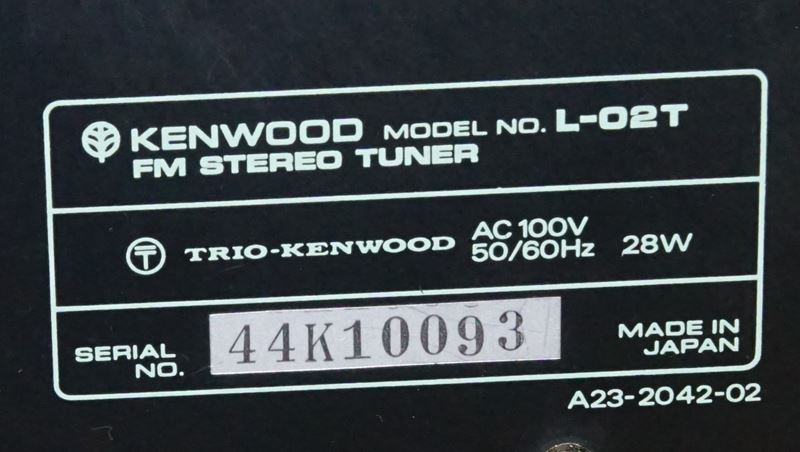 KENWOOD MODEL NO. L-02T
FM STEREO TUNER
T TRIO-KENWOOD AC 100V 50/60Hz 28W
SERIAL NO. 44K10093 MADE IN JAPAN
A23-2042-02